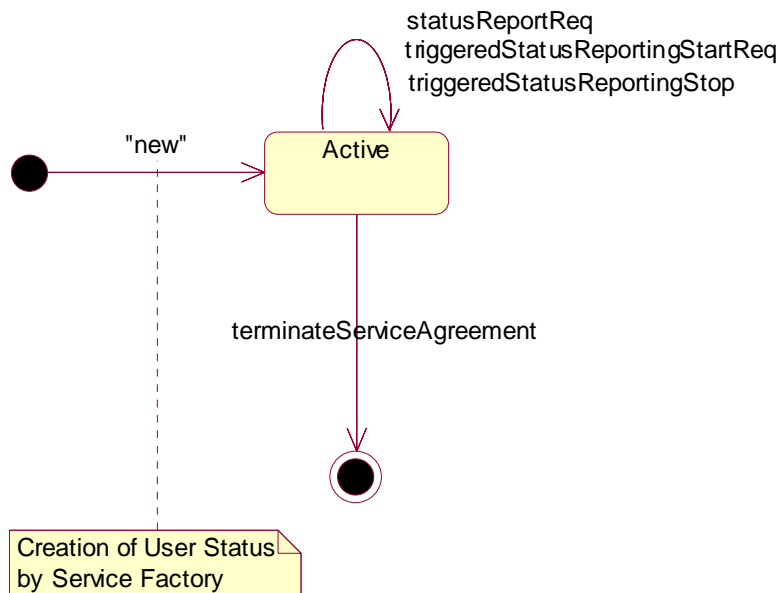 statusReportReq
triggeredStatusReportingStartReq
triggeredStatusReportingStop
"new"
Active
terminateServiceAgreement
Creation of User Status
by Service Factory